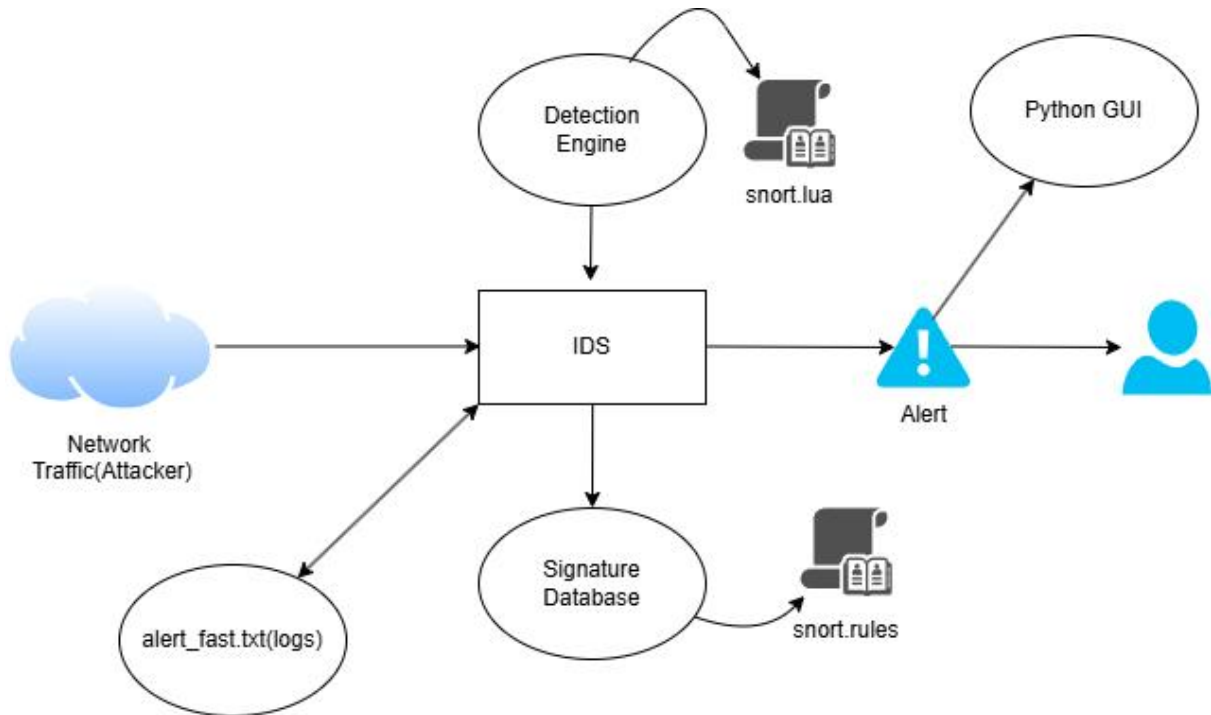 Detection
Engine
snort.lua
Python GUI
IDS
Alert
Network
Traffic(Attacker)
Signature
Database
snort.rules
alert_fast.txt(logs)